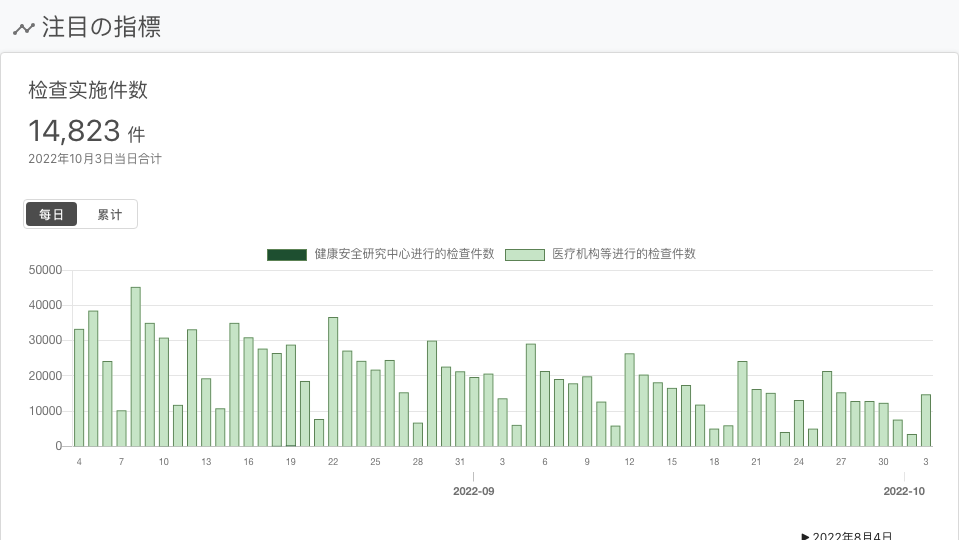 注目の指標
检查实施件数
14,823 件
2022年10月3日当日合计
每日 累计
健康安全研究中心进行的检查件数 医疗机构等进行的检查件数
50000
40000
30000
20000
10000
0
4 7 10 13 16 19 22 25 28 31 3 6 9 12 15 18 21 24 27 30 3
2022-09 2022-10
▶ 2022年8月4日